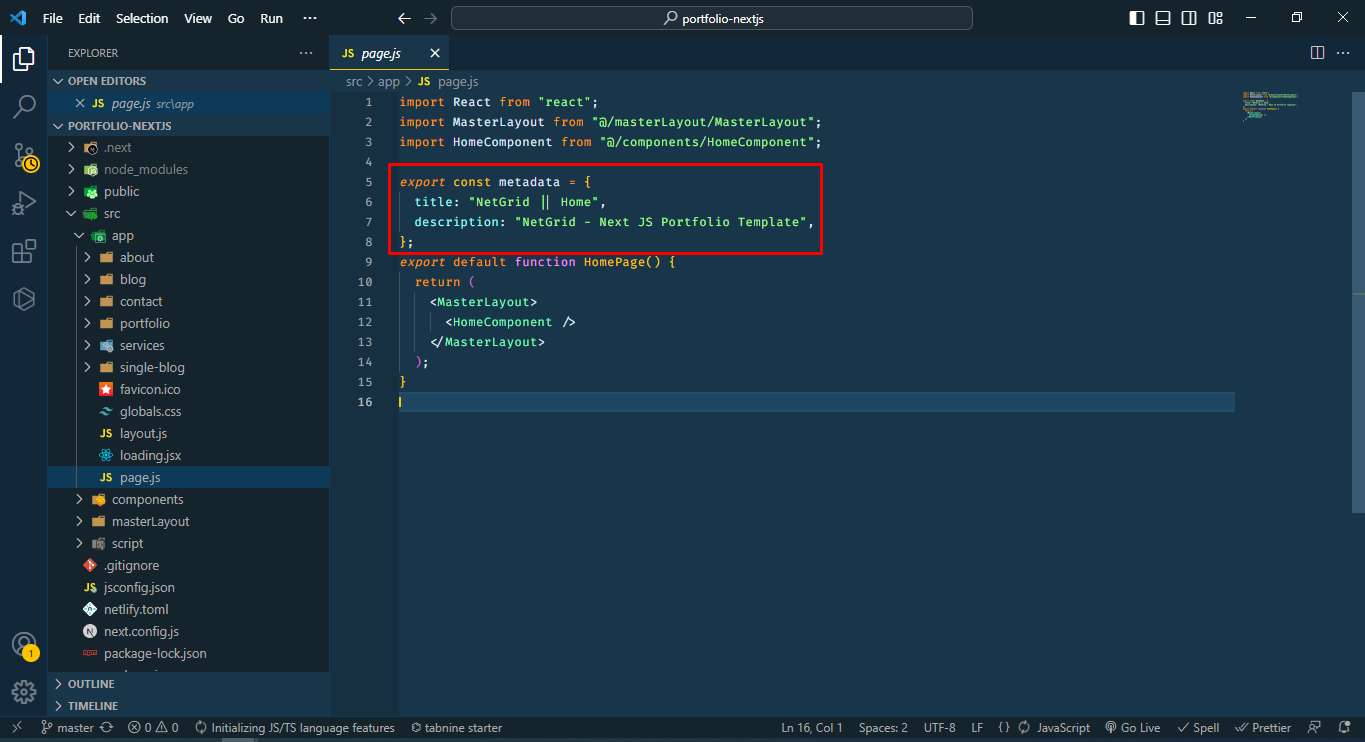 File Edit Selection View Go Run ··· portfolio-nextjs
EXPLORER ···
OPEN EDITORS
JS page.js src\app
PORTFOLIO-NEXTJS
.next
node_modules
public
src
app
about
blog
contact
portfolio
services
single-blog
favicon.ico
globals.css
JS layout.js
loading.jsx
JS page.js
components
masterLayout
script
.gitignore
JS jsconfig.json
netlify.toml
N next.config.js
package-lock.json
OUTLINE
TIMELINE
1
JS page.js
src > app > JS page.js
1 import React from "react";
2 import MasterLayout from "@/masterLayout/MasterLayout";
3 import HomeComponent from "@/components/HomeComponent";
4
5 export const metadata = {
6 title: "NetGrid || Home",
7 description: "NetGrid - Next JS Portfolio Template",
8 };
9 export default function HomePage() {
10 return (
11 <MasterLayout>
12 <HomeComponent />
13 </MasterLayout>
14 );
15 }
16
master 0 0 Initializing JS/TS language features tabnine starter Ln 16, Col 1 Spaces: 2 UTF-8 LF {} JavaScript Go Live Spell Prettier